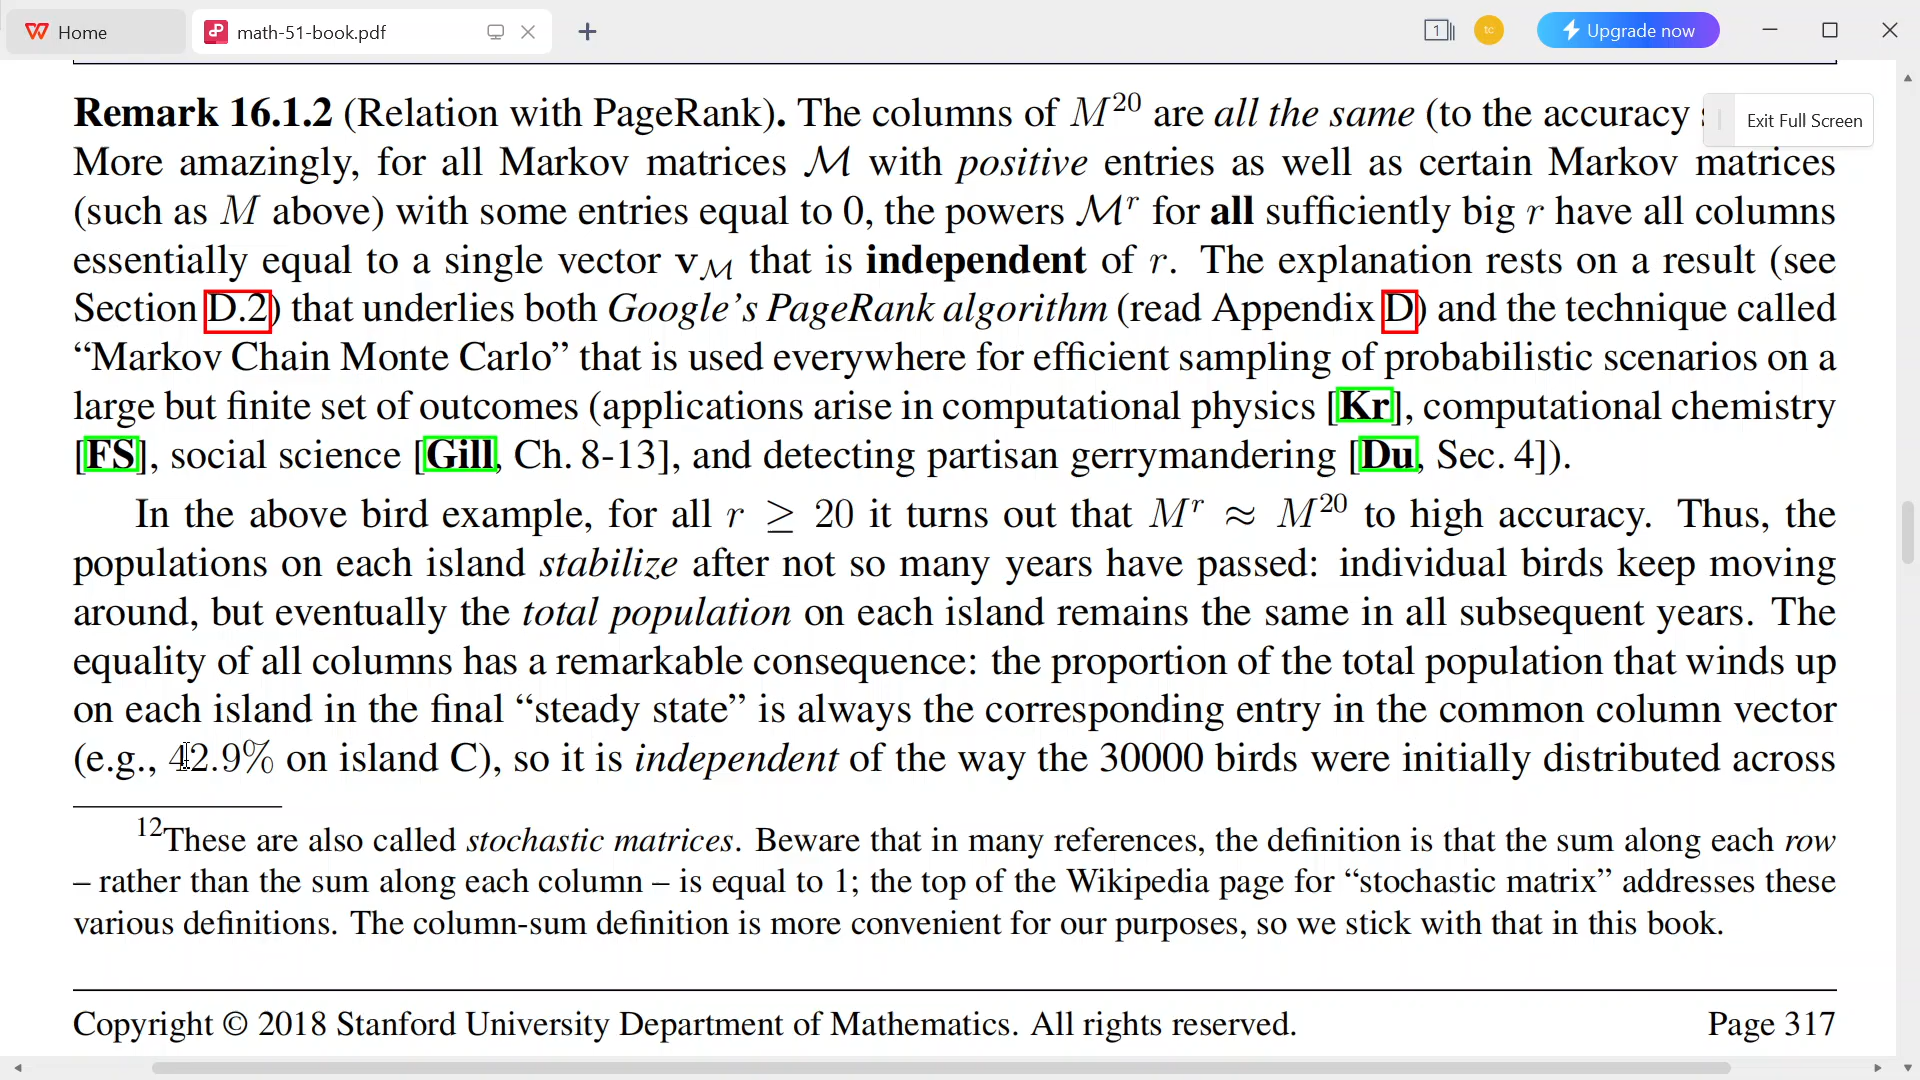 Home
math-51-book.pdf
1
tc
Upgrade now
Exit Full Screen
Remark 16.1.2 (Relation with PageRank). The columns of M²⁰ are all the same (to the accuracy
More amazingly, for all Markov matrices ℳ with positive entries as well as certain Markov matrices
(such as M above) with some entries equal to 0, the powers ℳʳ for all sufficiently big r have all columns
essentially equal to a single vector v_ℳ that is independent of r. The explanation rests on a result (see
Section D.2) that underlies both Google’s PageRank algorithm (read Appendix D) and the technique called
“Markov Chain Monte Carlo” that is used everywhere for efficient sampling of probabilistic scenarios on a
large but finite set of outcomes (applications arise in computational physics [Kr], computational chemistry
[FS], social science [Gill, Ch. 8-13], and detecting partisan gerrymandering [Du, Sec. 4]).
In the above bird example, for all r ≥ 20 it turns out that Mʳ ≈ M²⁰ to high accuracy. Thus, the
populations on each island stabilize after not so many years have passed: individual birds keep moving
around, but eventually the total population on each island remains the same in all subsequent years. The
equality of all columns has a remarkable consequence: the proportion of the total population that winds up
on each island in the final “steady state” is always the corresponding entry in the common column vector
(e.g., 42.9% on island C), so it is independent of the way the 30000 birds were initially distributed across
¹²These are also called stochastic matrices. Beware that in many references, the definition is that the sum along each row
– rather than the sum along each column – is equal to 1; the top of the Wikipedia page for “stochastic matrix” addresses these
various definitions. The column-sum definition is more convenient for our purposes, so we stick with that in this book.
Copyright © 2018 Stanford University Department of Mathematics. All rights reserved.
Page 317